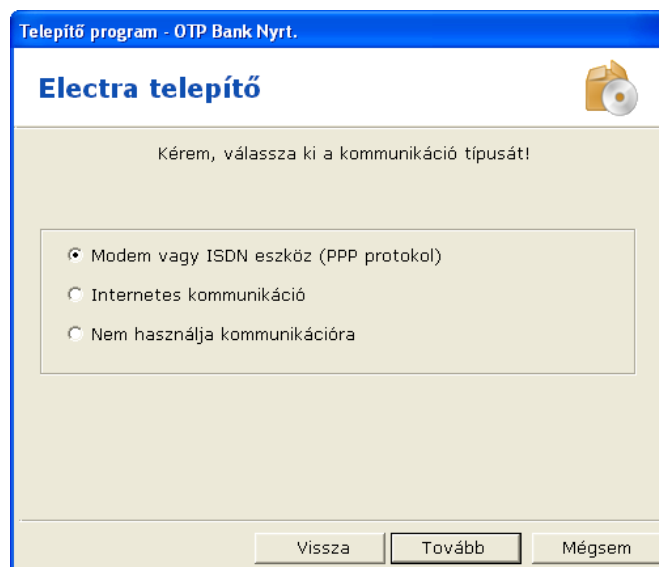 Telepítő program - OTP Bank Nyrt.
Electra telepítő
Kérem, válassza ki a kommunikáció típusát!
Modem vagy ISDN eszköz (PPP protokol)
Internetes kommunikáció
Nem használja kommunikációra
Vissza Tovább Mégsem